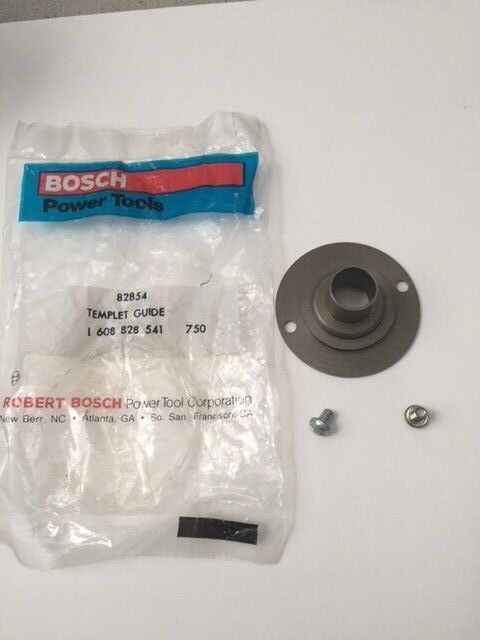 BOSCH
Power Tools
82854
TEMPLET GUIDE
1 608 828 541 750
ROBERT BOSCH Power Tool Corporation
New Bern, NC • Atlanta, GA • So. San Francisco, CA